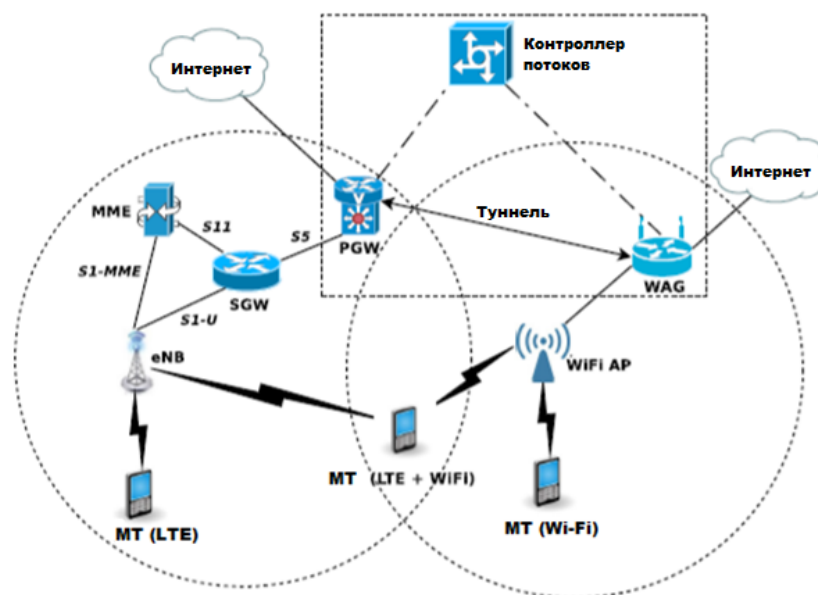 Контроллер
потоков
Интернет
Интернет
MME
S11
Туннель
S5
PGW
S1-MME
SGW
WAG
S1-U
eNB
WiFi AP
MT (LTE + WiFi)
MT (LTE)
MT (Wi-Fi)